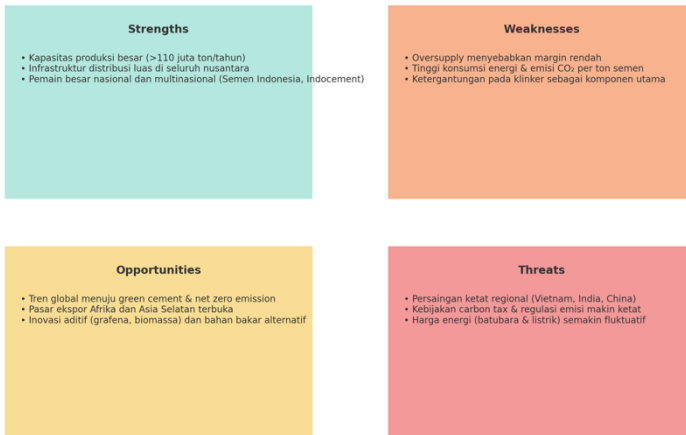 Strengths
• Kapasitas produksi besar (>110 juta ton/tahun)
• Infrastruktur distribusi luas di seluruh nusantara
• Pemain besar nasional dan multinasional (Semen Indonesia, Indocement)
Weaknesses
• Oversupply menyebabkan margin rendah
• Tinggi konsumsi energi & emisi CO₂ per ton semen
• Ketergantungan pada klinker sebagai komponen utama
Opportunities
• Tren global menuju green cement & net zero emission
• Pasar ekspor Afrika dan Asia Selatan terbuka
• Inovasi aditif (grafena, biomassa) dan bahan bakar alternatif
Threats
• Persaingan ketat regional (Vietnam, India, China)
• Kebijakan carbon tax & regulasi emisi makin ketat
• Harga energi (batubara & listrik) semakin fluktuatif